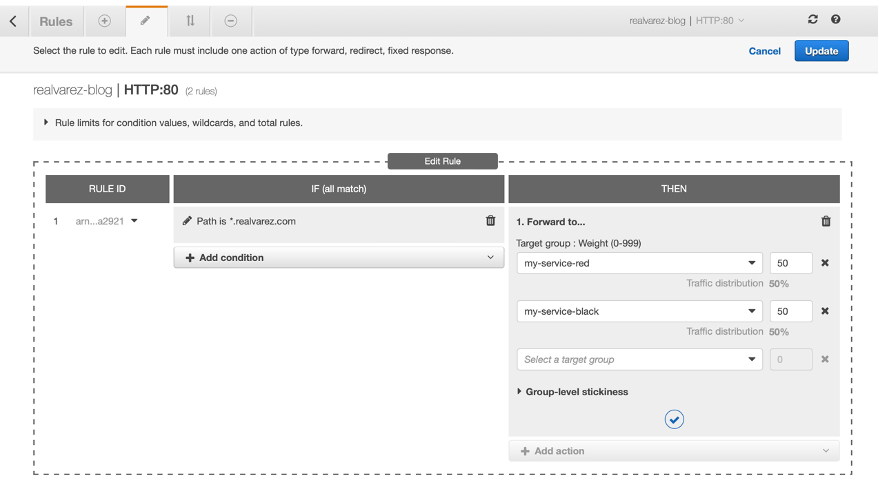 Rules
realvarez-blog | HTTP:80
Select the rule to edit. Each rule must include one action of type forward, redirect, fixed response.
Cancel
Update
realvarez-blog | HTTP:80 (2 rules)
Rule limits for condition values, wildcards, and total rules.
Edit Rule
RULE ID
IF (all match)
THEN
1 arn...a2921
Path is *.realvarez.com
Add condition
1. Forward to...
Target group : Weight (0-999)
my-service-red 50
Traffic distribution 50%
my-service-black 50
Traffic distribution 50%
Select a target group 0
Group-level stickiness
Add action